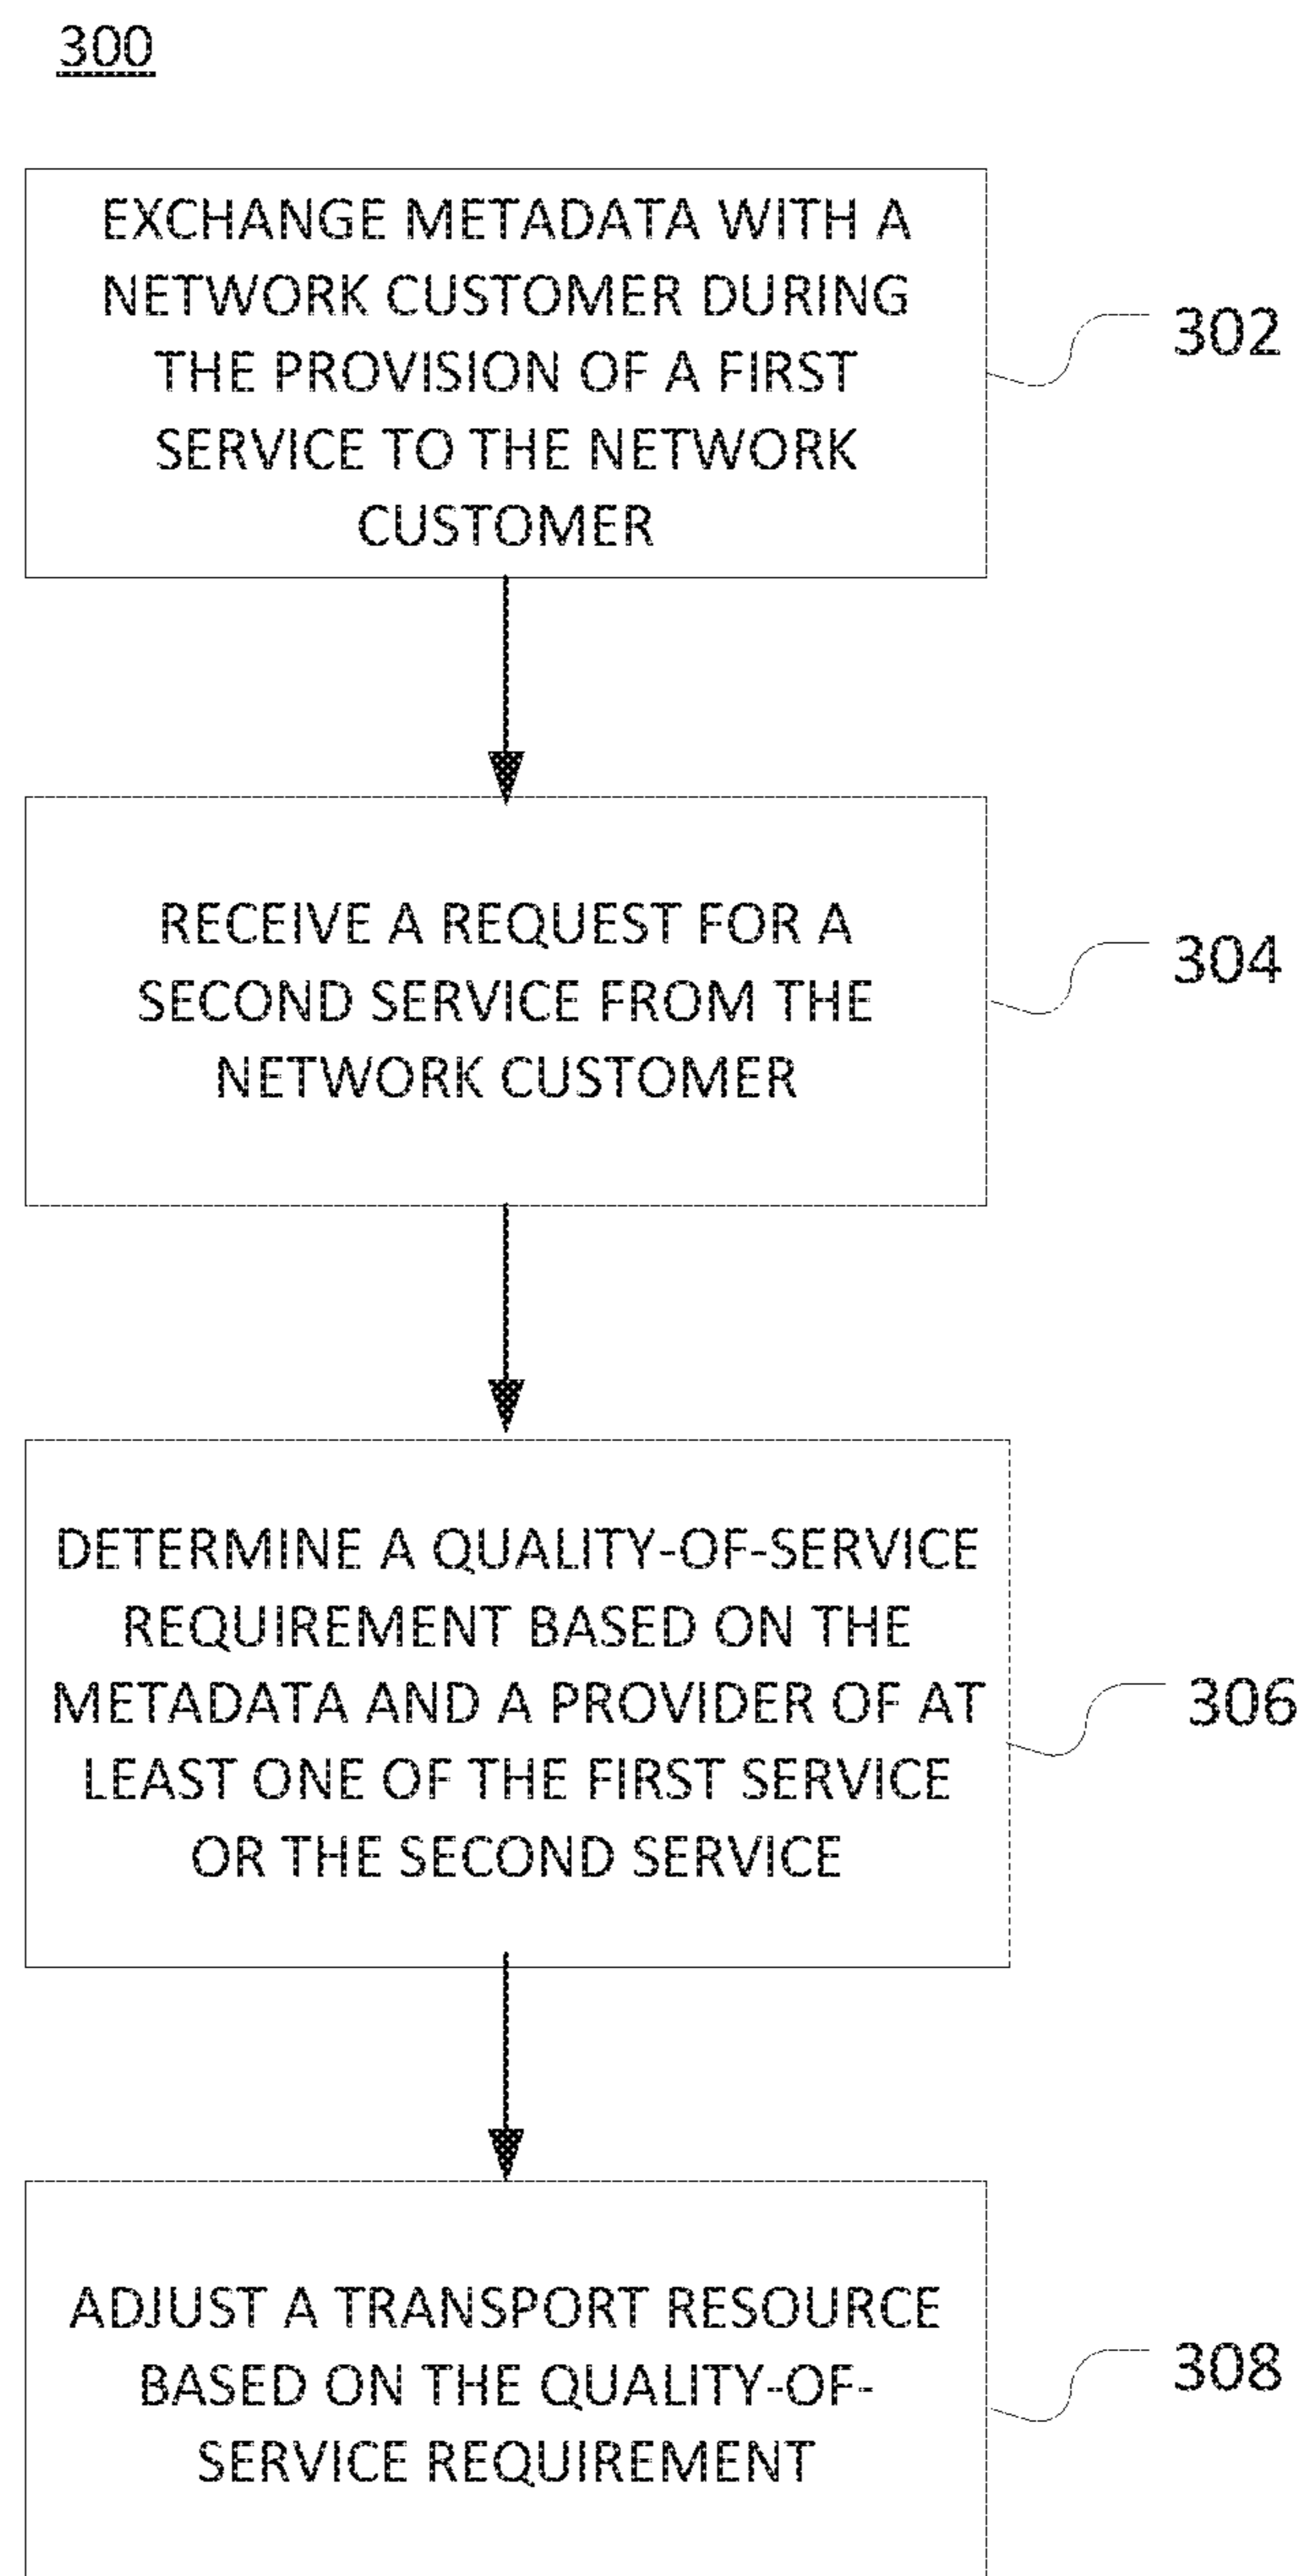 300
EXCHANGE METADATA WITH A
NETWORK CUSTOMER DURING
THE PROVISION OF A FIRST
SERVICE TO THE NETWORK
CUSTOMER
302
RECEIVE A REQUEST FOR A
SECOND SERVICE FROM THE
NETWORK CUSTOMER
304
DETERMINE A QUALITY-OF-SERVICE
REQUIREMENT BASED ON THE
METADATA AND A PROVIDER OF AT
LEAST ONE OF THE FIRST SERVICE
OR THE SECOND SERVICE
306
ADJUST A TRANSPORT RESOURCE
BASED ON THE QUALITY-OF-
SERVICE REQUIREMENT
308